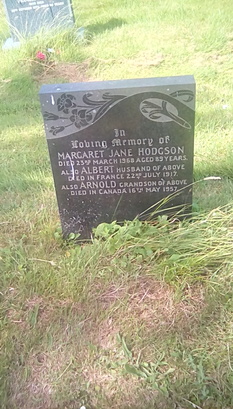 In
Loving Memory of
MARGARET JANE HODGSON
DIED 25TH MARCH 1968 AGED 89 YEARS.
ALSO ALBERT HUSBAND OF ABOVE
DIED IN FRANCE 22ND JULY 1917.
ALSO ARNOLD GRANDSON OF ABOVE
DIED IN CANADA 16TH MAY 1957.